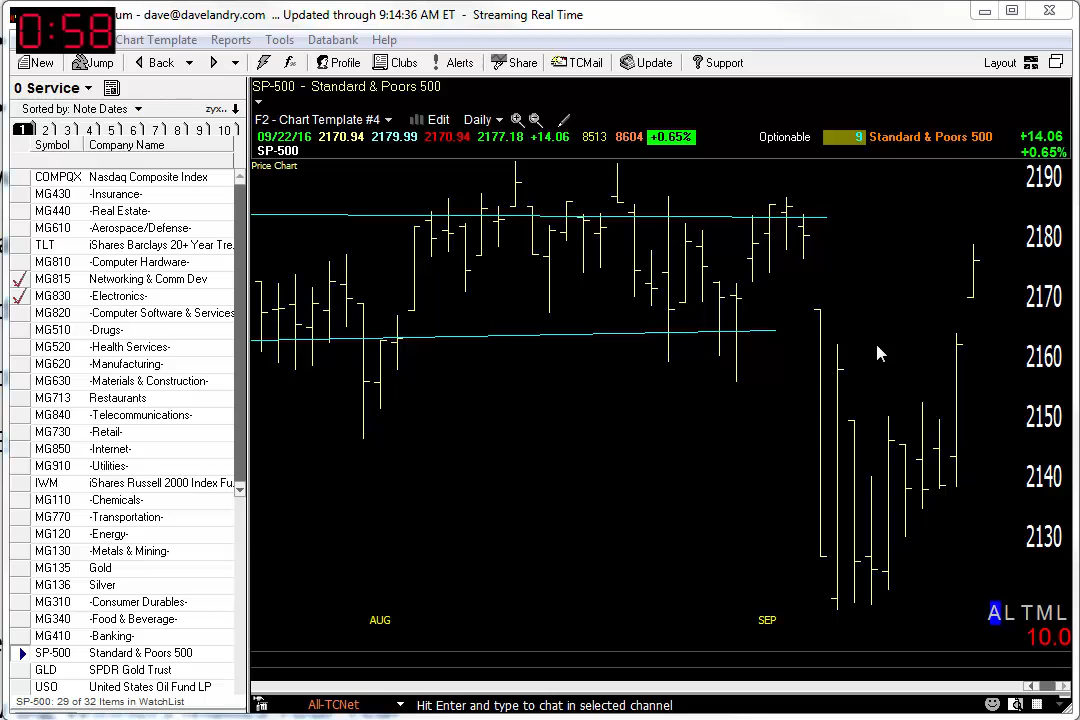 um - dave@davelandry.com ... Updated through 9:14:36 AM ET - Streaming Real Time
0:58
Chart Template Reports Tools Databank Help
New Jump Back Profile Clubs Alerts Share TCMail Update Support Layout
0 Service
SP-500 - Standard & Poors 500
Sorted by: Note Dates zyx..
F2 - Chart Template #4 Edit Daily
1 2 3 4 5 6 7 8 9 10
09/22/16 2170.94 2179.99 2170.94 2177.18 +14.06 8513 8604 +0.65% Optionable 9 Standard & Poors 500 +14.06
+0.65%
Symbol Company Name
SP-500
Price Chart
COMPQX Nasdaq Composite Index
MG430 -Insurance-
MG440 -Real Estate-
MG610 -Aerospace/Defense-
TLT iShares Barclays 20+ Year Tre.
MG810 -Computer Hardware-
MG815 Networking & Comm Dev
MG830 -Electronics-
MG820 -Computer Software & Services
MG510 -Drugs-
MG520 -Health Services-
MG620 -Manufacturing-
MG630 -Materials & Construction-
MG713 Restaurants
MG840 -Telecommunications-
MG730 -Retail-
MG850 -Internet-
MG910 -Utilities-
IWM iShares Russell 2000 Index Fu.
MG110 -Chemicals-
MG770 -Transportation-
MG120 -Energy-
MG130 -Metals & Mining-
MG135 Gold
MG136 Silver
MG310 -Consumer Durables-
MG340 -Food & Beverage-
MG410 -Banking-
SP-500 Standard & Poors 500
GLD SPDR Gold Trust
USO United States Oil Fund LP
SP-500: 29 of 32 Items in WatchList
2190
2180
2170
2160
2150
2140
2130
AUG SEP
A L T M L
10.0
All-TCNet Hit Enter and type to chat in selected channel